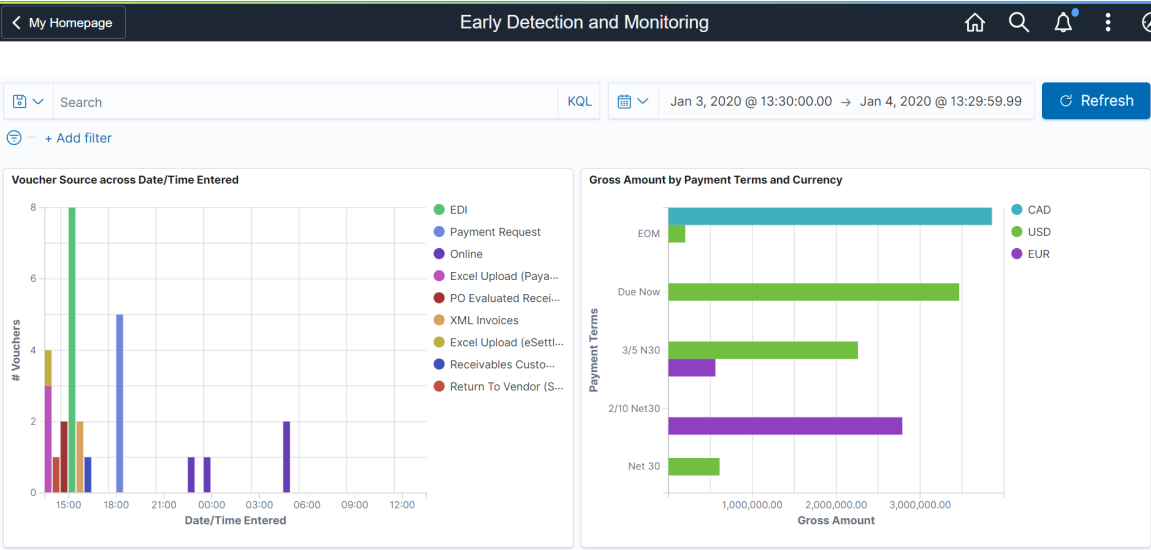 My Homepage
Early Detection and Monitoring
Search
KQL
Jan 3, 2020 @ 13:30:00.00 → Jan 4, 2020 @ 13:29:59.99
Refresh
+ Add filter
Voucher Source across Date/Time Entered
# Vouchers
8
6
4
2
0
15:00 18:00 21:00 00:00 03:00 06:00 09:00 12:00
Date/Time Entered
EDI
Payment Request
Online
Excel Upload (Paya...
PO Evaluated Recei...
XML Invoices
Excel Upload (eSettl...
Receivables Custo...
Return To Vendor (S...
Gross Amount by Payment Terms and Currency
Payment Terms
EOM
Due Now
3/5 N30
2/10 Net30
Net 30
1,000,000.00 2,000,000.00 3,000,000.00
Gross Amount
CAD
USD
EUR